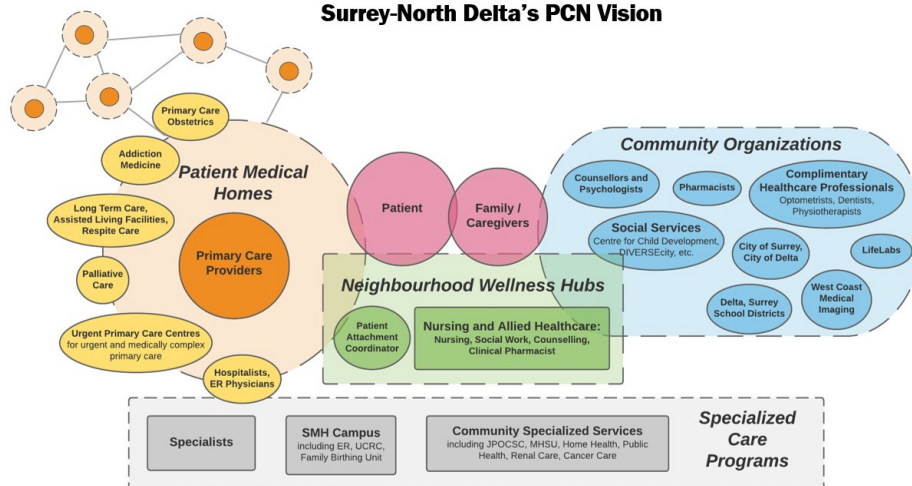 Surrey-North Delta's PCN Vision
Primary Care
Obstetrics
Addiction
Medicine
Long Term Care,
Assisted Living Facilities,
Respite Care
Palliative
Care
Urgent Primary Care Centres
for urgent and medically complex
primary care
Hospitalists,
ER Physicians
Patient Medical
Homes
Primary Care
Providers
Patient
Family /
Caregivers
Neighbourhood Wellness Hubs
Patient
Attachment
Coordinator
Nursing and Allied Healthcare:
Nursing, Social Work, Counselling,
Clinical Pharmacist
Community Organizations
Counsellors and
Psychologists
Pharmacists
Complimentary
Healthcare Professionals
Optometrists, Dentists,
Physiotherapists
Social Services
Centre for Child Development,
DIVERSEcity, etc.
City of Surrey,
City of Delta
LifeLabs
Delta, Surrey
School Districts
West Coast
Medical
Imaging
Specialists
SMH Campus
including ER, UCRC,
Family Birthing Unit
Community Specialized Services
including JPOCSC, MHSU, Home Health, Public
Health, Renal Care, Cancer Care
Specialized
Care
Programs